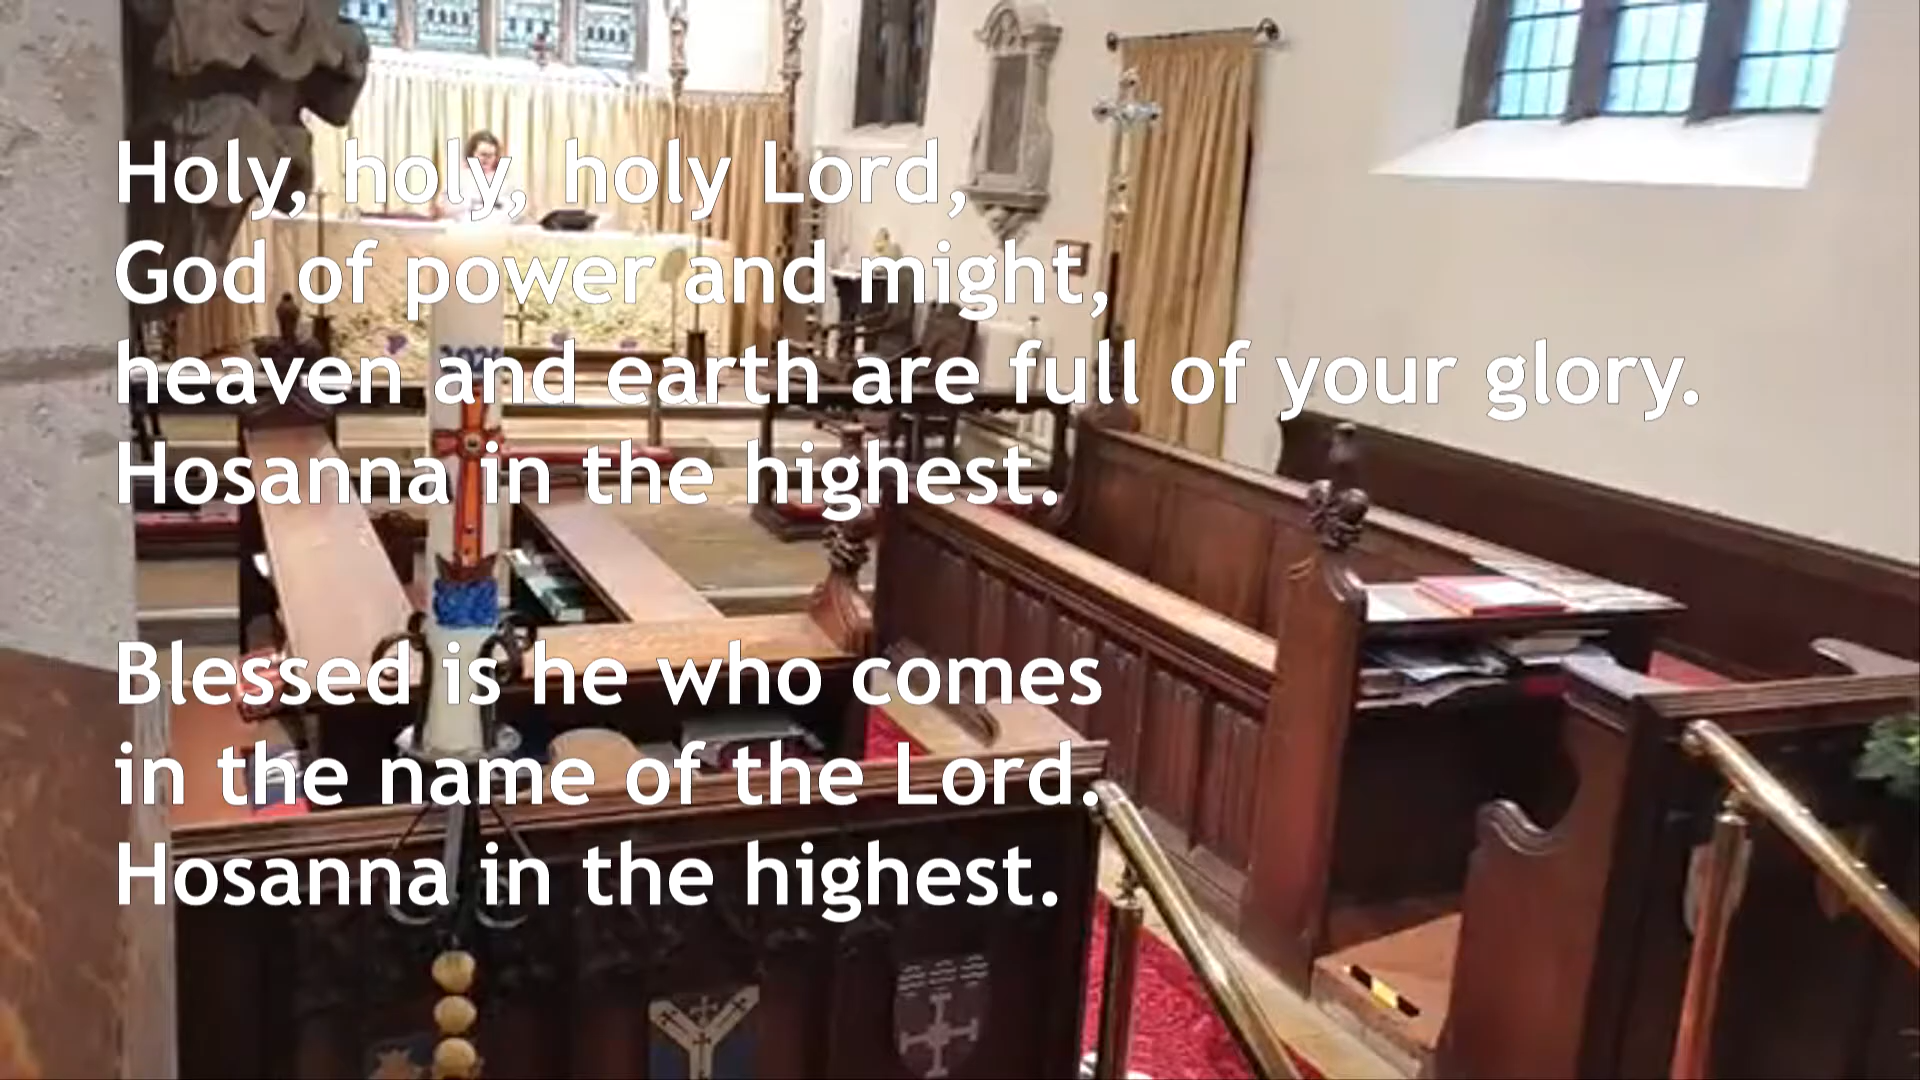 Holy, holy, holy Lord,
God of power and might,
heaven and earth are full of your glory.
Hosanna in the highest.
Blessed is he who comes
in the name of the Lord.
Hosanna in the highest.